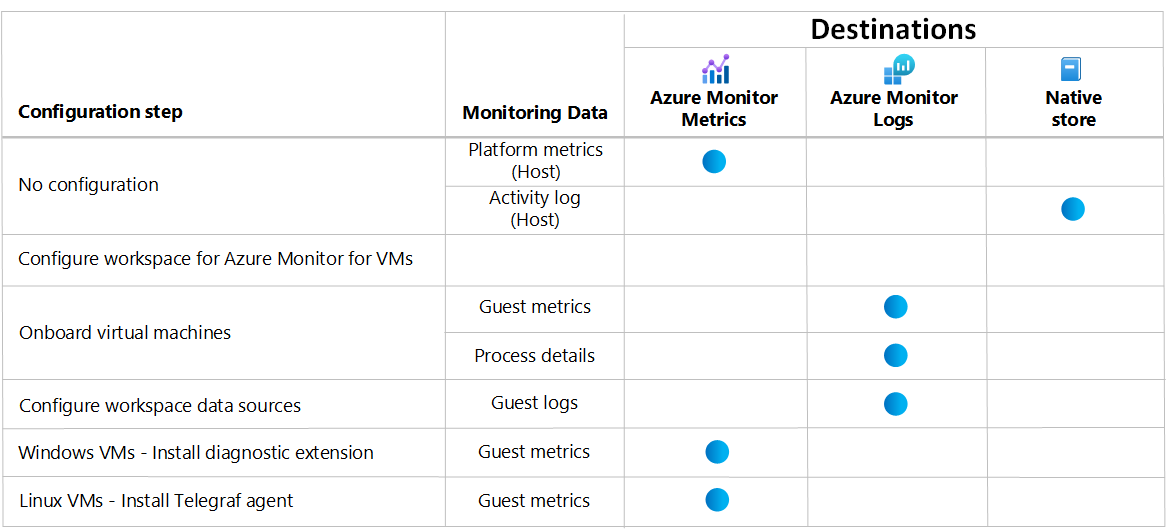 Destinations
Configuration step
Monitoring Data
Azure Monitor
Metrics
Azure Monitor
Logs
Native
store
No configuration
Platform metrics
(Host)
Activity log
(Host)
Configure workspace for Azure Monitor for VMs
Onboard virtual machines
Guest metrics
Process details
Configure workspace data sources
Guest logs
Windows VMs - Install diagnostic extension
Guest metrics
Linux VMs - Install Telegraf agent
Guest metrics